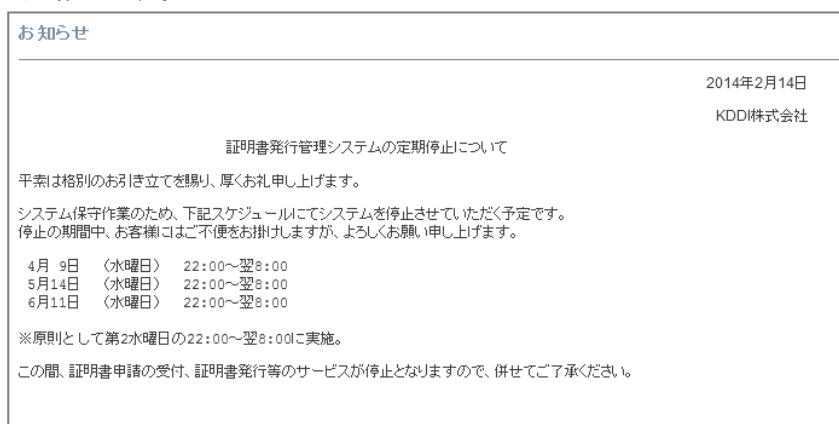 お知らせ
2014年2月14日
KDDI株式会社
証明書発行管理システムの定期停止について
平素は格別のお引き立てを賜り、厚くお礼申し上げます。
システム保守作業のため、下記スケジュールにてシステムを停止させていただく予定です。
停止の期間中、お客様にはご不便をお掛けしますが、よろしくお願い申し上げます。
4月 9日 （水曜日） 22:00～翌8:00
5月14日 （水曜日） 22:00～翌8:00
6月11日 （水曜日） 22:00～翌8:00
※原則として第2水曜日の22:00～翌8:00に実施。
この間、証明書申請の受付、証明書発行等のサービスが停止となりますので、併せてご了承ください。